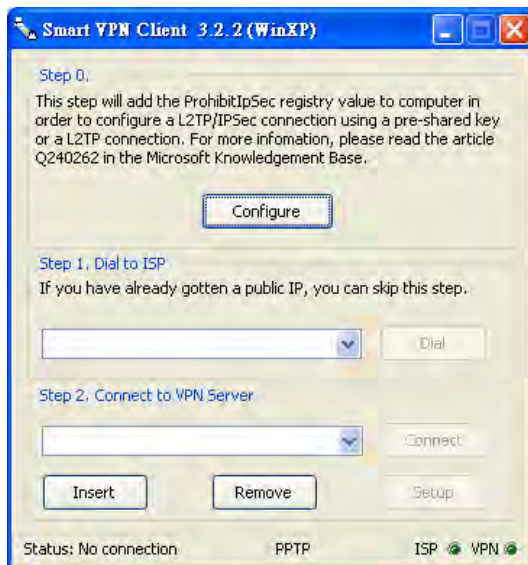 Smart VPN Client 3.2.2 (WinXP)
Step 0.
This step will add the ProhibitIpSec registry value to computer in
order to configure a L2TP/IPSec connection using a pre-shared key
or a L2TP connection. For more infomation, please read the article
Q240262 in the Microsoft Knowledgement Base.
Configure
Step 1. Dial to ISP
If you have already gotten a public IP, you can skip this step.
Dial
Step 2. Connect to VPN Server
Connect
Insert Remove Setup
Status: No connection PPTP ISP VPN